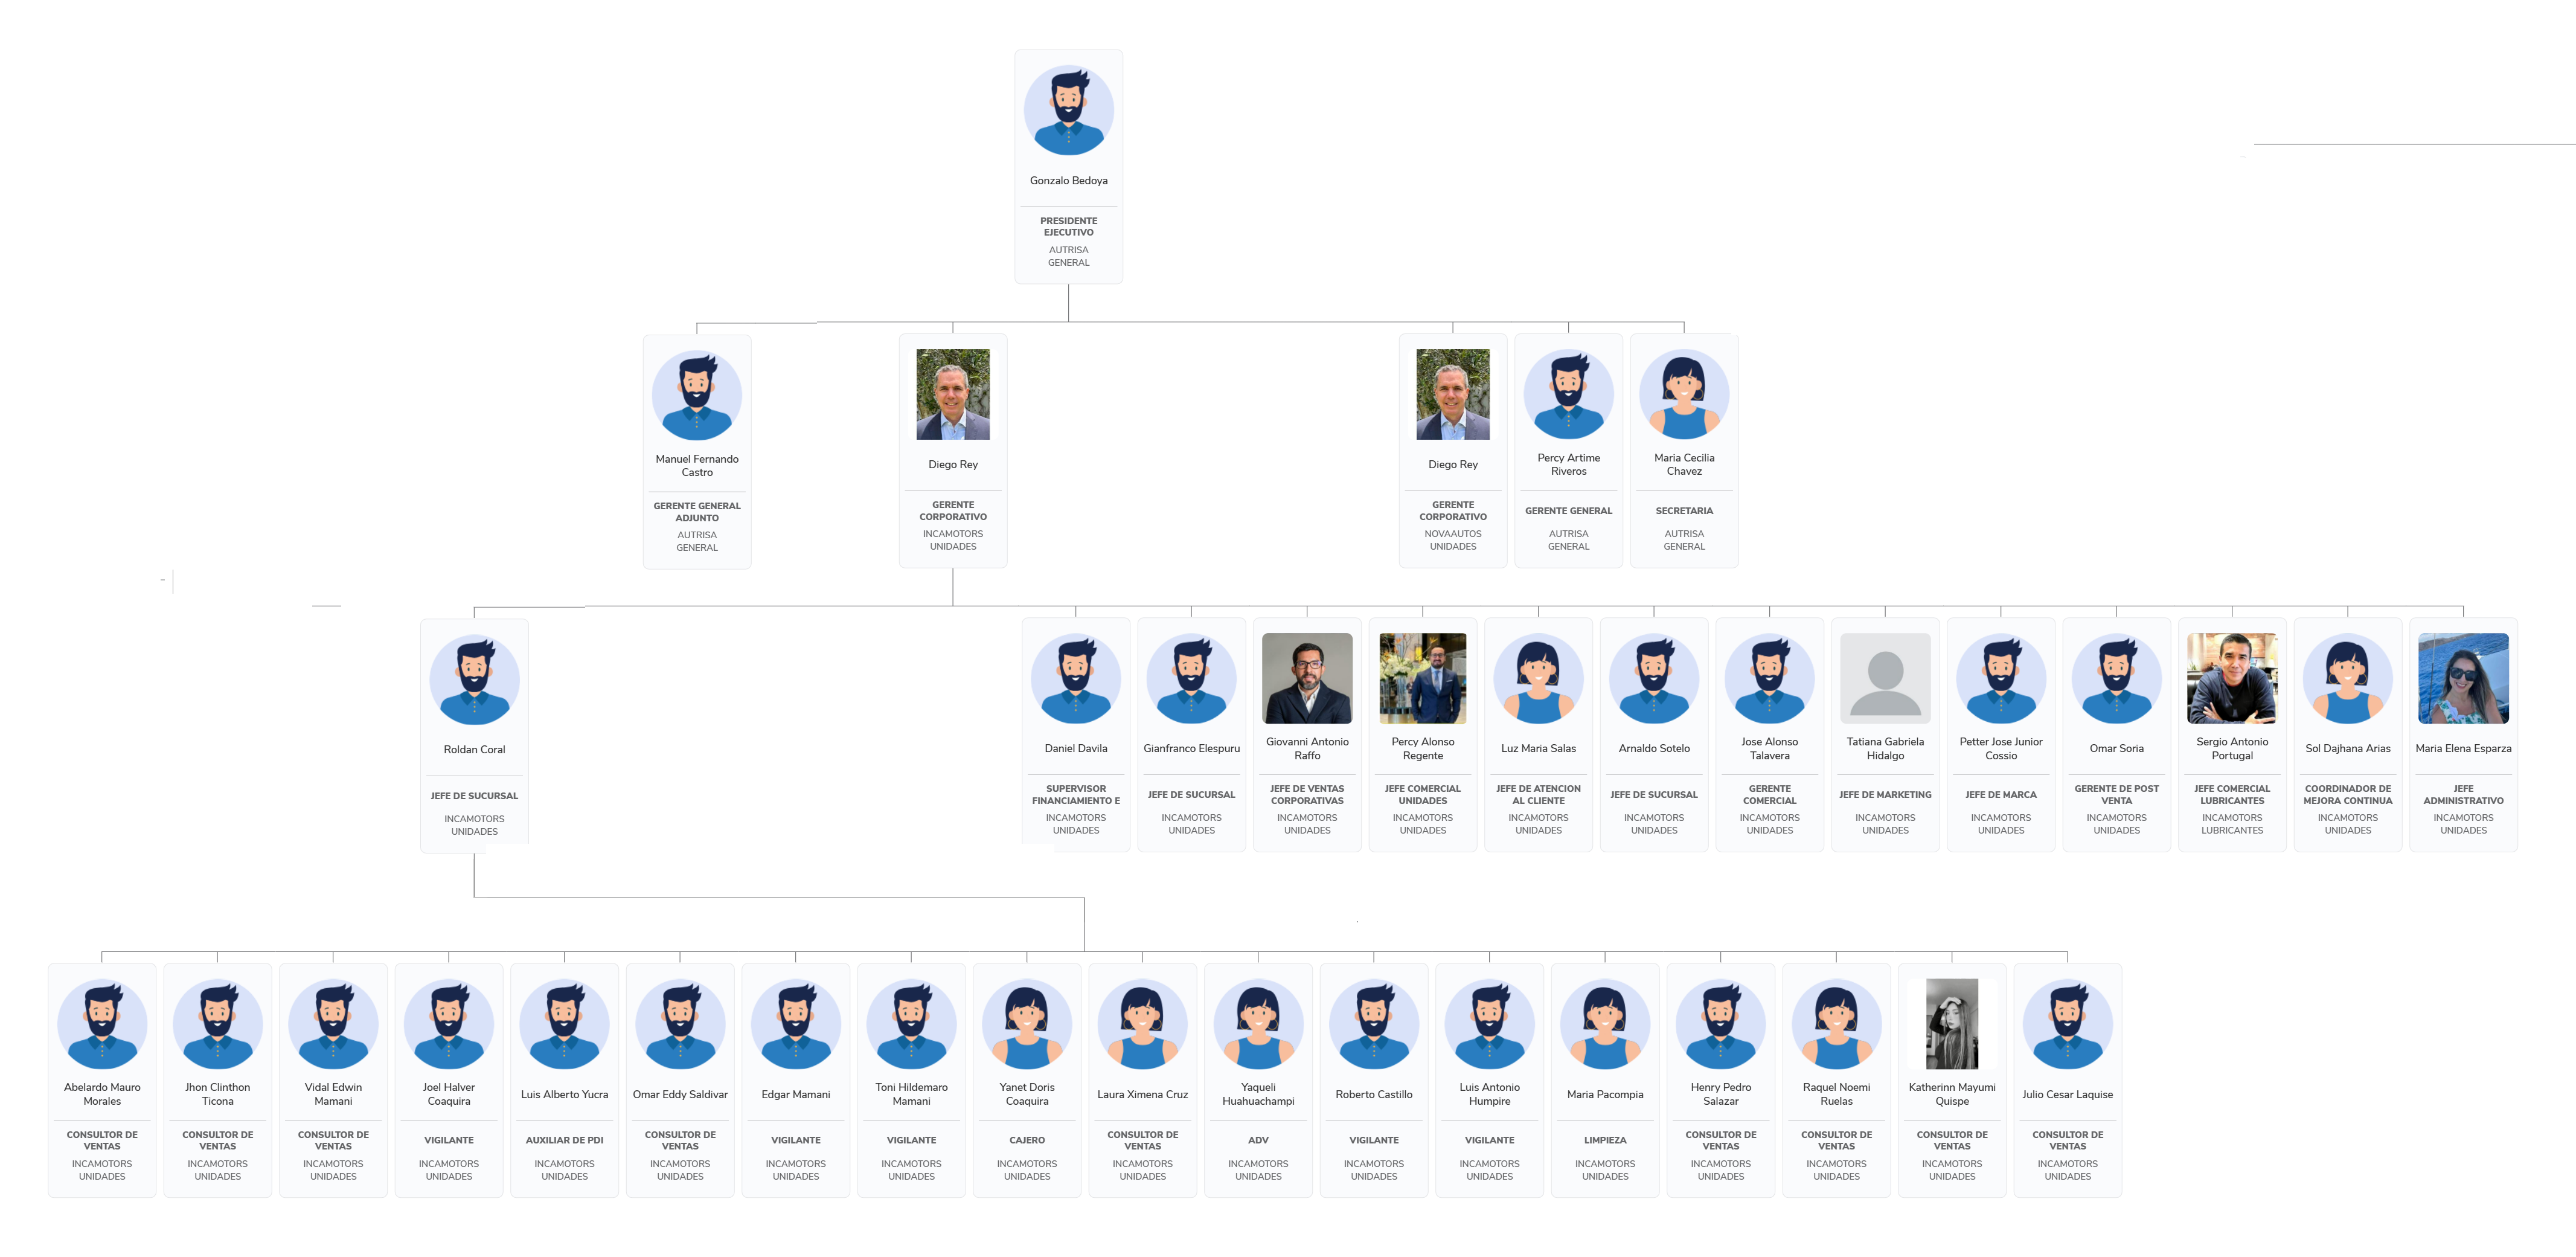 Gonzalo Bedoya
PRESIDENTE
EJECUTIVO
AUTRISA
GENERAL
Manuel Fernando
Castro
GERENTE GENERAL
ADJUNTO
AUTRISA
GENERAL
Diego Rey
GERENTE
CORPORATIVO
INCAMOTORS
UNIDADES
Diego Rey
GERENTE
CORPORATIVO
NOVAAUTOS
UNIDADES
Percy Artime
Riveros
GERENTE GENERAL
AUTRISA
GENERAL
Maria Cecilia
Chavez
SECRETARIA
AUTRISA
GENERAL
Roldan Coral
JEFE DE SUCURSAL
INCAMOTORS
UNIDADES
Daniel Davila
SUPERVISOR
FINANCIAMIENTO E
INCAMOTORS
UNIDADES
Gianfranco Elespuru
JEFE DE SUCURSAL
INCAMOTORS
UNIDADES
Giovanni Antonio
Raffo
JEFE DE VENTAS
CORPORATIVAS
INCAMOTORS
UNIDADES
Percy Alonso
Regente
JEFE COMERCIAL
UNIDADES
INCAMOTORS
UNIDADES
Luz Maria Salas
JEFE DE ATENCION
AL CLIENTE
INCAMOTORS
UNIDADES
Arnaldo Sotelo
JEFE DE SUCURSAL
INCAMOTORS
UNIDADES
Jose Alonso
Talavera
GERENTE
COMERCIAL
INCAMOTORS
UNIDADES
Tatiana Gabriela
Hidalgo
JEFE DE MARKETING
INCAMOTORS
UNIDADES
Petter Jose Junior
Cossio
JEFE DE MARCA
INCAMOTORS
UNIDADES
Omar Soria
GERENTE DE POST
VENTA
INCAMOTORS
UNIDADES
Sergio Antonio
Portugal
JEFE COMERCIAL
LUBRICANTES
INCAMOTORS
LUBRICANTES
Sol Dajhana Arias
COORDINADOR DE
MEJORA CONTINUA
INCAMOTORS
UNIDADES
Maria Elena Esparza
JEFE
ADMINISTRATIVO
INCAMOTORS
UNIDADES
Abelardo Mauro
Morales
CONSULTOR DE
VENTAS
INCAMOTORS
UNIDADES
Jhon Clinthon
Ticona
CONSULTOR DE
VENTAS
INCAMOTORS
UNIDADES
Vidal Edwin
Mamani
CONSULTOR DE
VENTAS
INCAMOTORS
UNIDADES
Joel Halver
Coaquira
VIGILANTE
INCAMOTORS
UNIDADES
Luis Alberto Yucra
AUXILIAR DE PDI
INCAMOTORS
UNIDADES
Omar Eddy Saldivar
CONSULTOR DE
VENTAS
INCAMOTORS
UNIDADES
Edgar Mamani
VIGILANTE
INCAMOTORS
UNIDADES
Toni Hildemaro
Mamani
VIGILANTE
INCAMOTORS
UNIDADES
Yanet Doris
Coaquira
CAJERO
INCAMOTORS
UNIDADES
Laura Ximena Cruz
CONSULTOR DE
VENTAS
INCAMOTORS
UNIDADES
Yaqueli
Huahuachampi
ADV
INCAMOTORS
UNIDADES
Roberto Castillo
VIGILANTE
INCAMOTORS
UNIDADES
Luis Antonio
Humpire
VIGILANTE
INCAMOTORS
UNIDADES
Maria Pacompia
LIMPIEZA
INCAMOTORS
UNIDADES
Henry Pedro
Salazar
CONSULTOR DE
VENTAS
INCAMOTORS
UNIDADES
Raquel Noemi
Ruelas
CONSULTOR DE
VENTAS
INCAMOTORS
UNIDADES
Katherinn Mayumi
Quispe
CONSULTOR DE
VENTAS
INCAMOTORS
UNIDADES
Julio Cesar Laquise
CONSULTOR DE
VENTAS
INCAMOTORS
UNIDADES